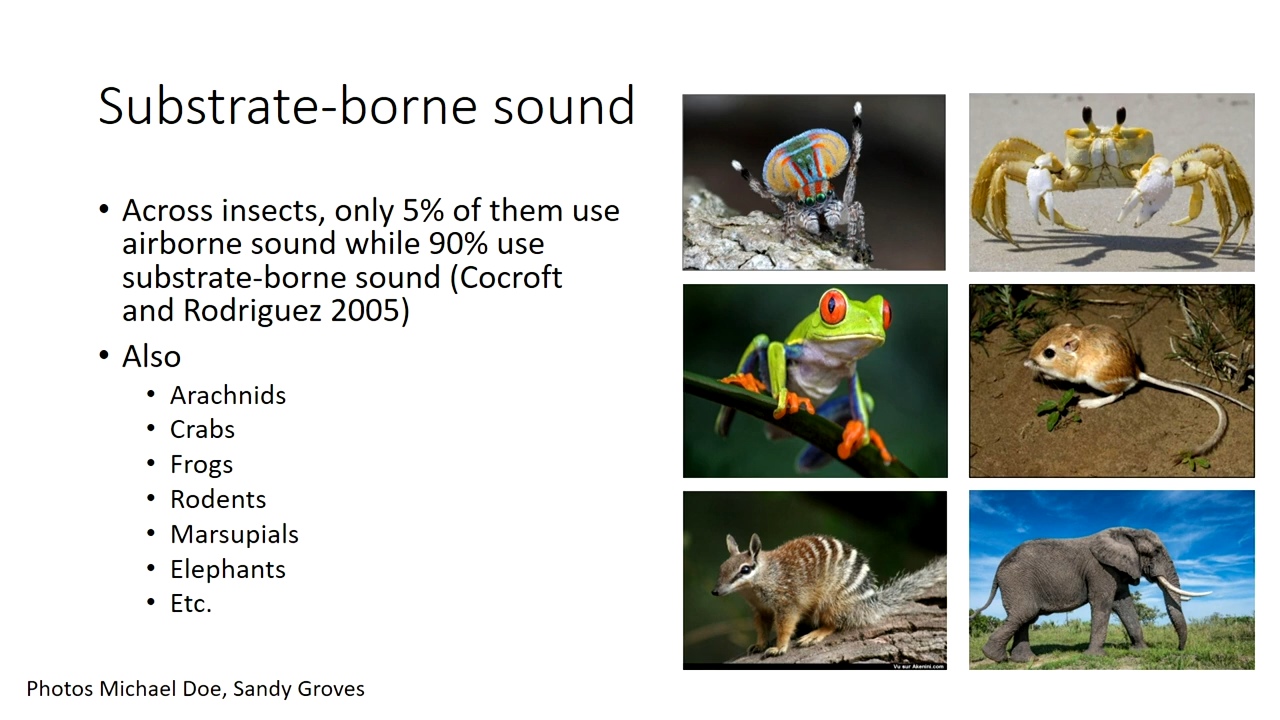 Substrate-borne sound
• Across insects, only 5% of them use
airborne sound while 90% use
substrate-borne sound (Cocroft
and Rodriguez 2005)
• Also
• Arachnids
• Crabs
• Frogs
• Rodents
• Marsupials
• Elephants
• Etc.
Vu sur Akenini.com
Photos Michael Doe, Sandy Groves